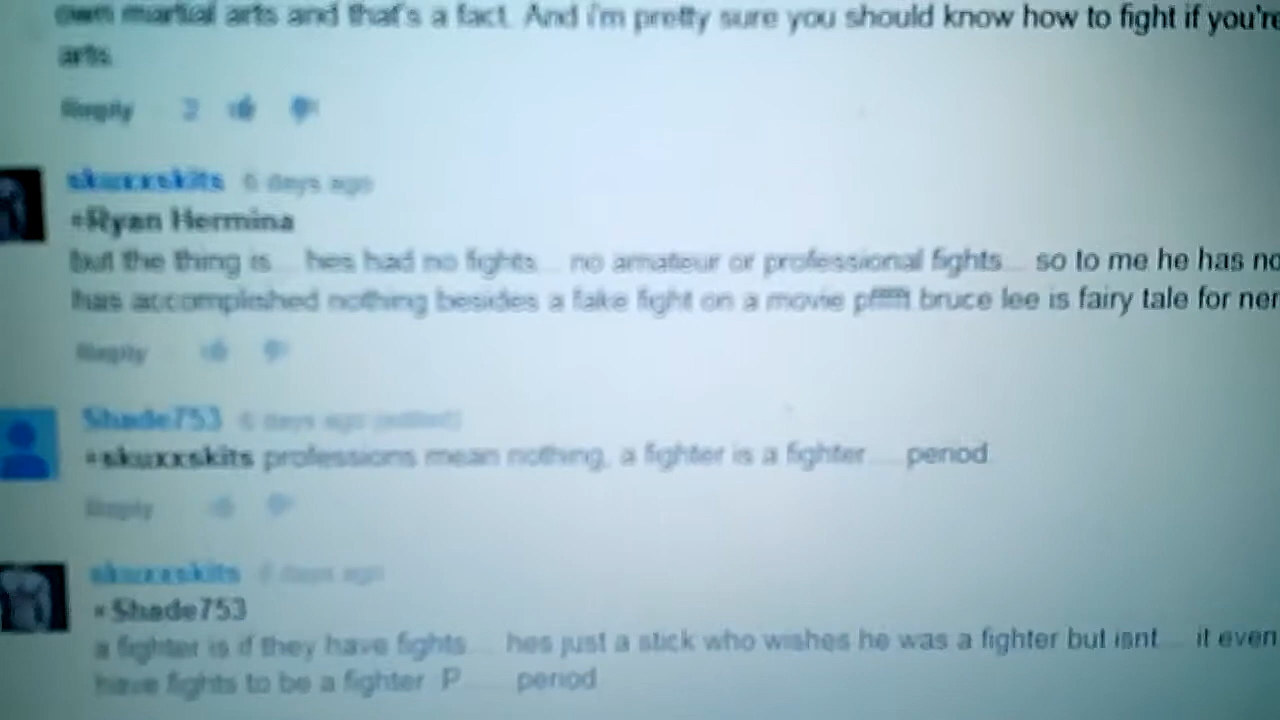 own martial arts and that's a fact. And i'm pretty sure you should know how to fight if you're
arts.
Reply 2
skuxxskits 6 days ago
+Ryan Hermina
but the thing is.... hes had no fights.... no amateur or professional fights.... so to me he has no
has accomplished nothing besides a fake fight on a movie pfffft bruce lee is fairy tale for ner
Reply
Shade753 6 days ago (edited)
+skuxxskits professions mean nothing, a fighter is a fighter.... period.
Reply
skuxxskits 6 days ago
+Shade753
a fighter is if they have fights.... hes just a stick who wishes he was a fighter but isnt.... it even
have fights to be a fighter :P...... period